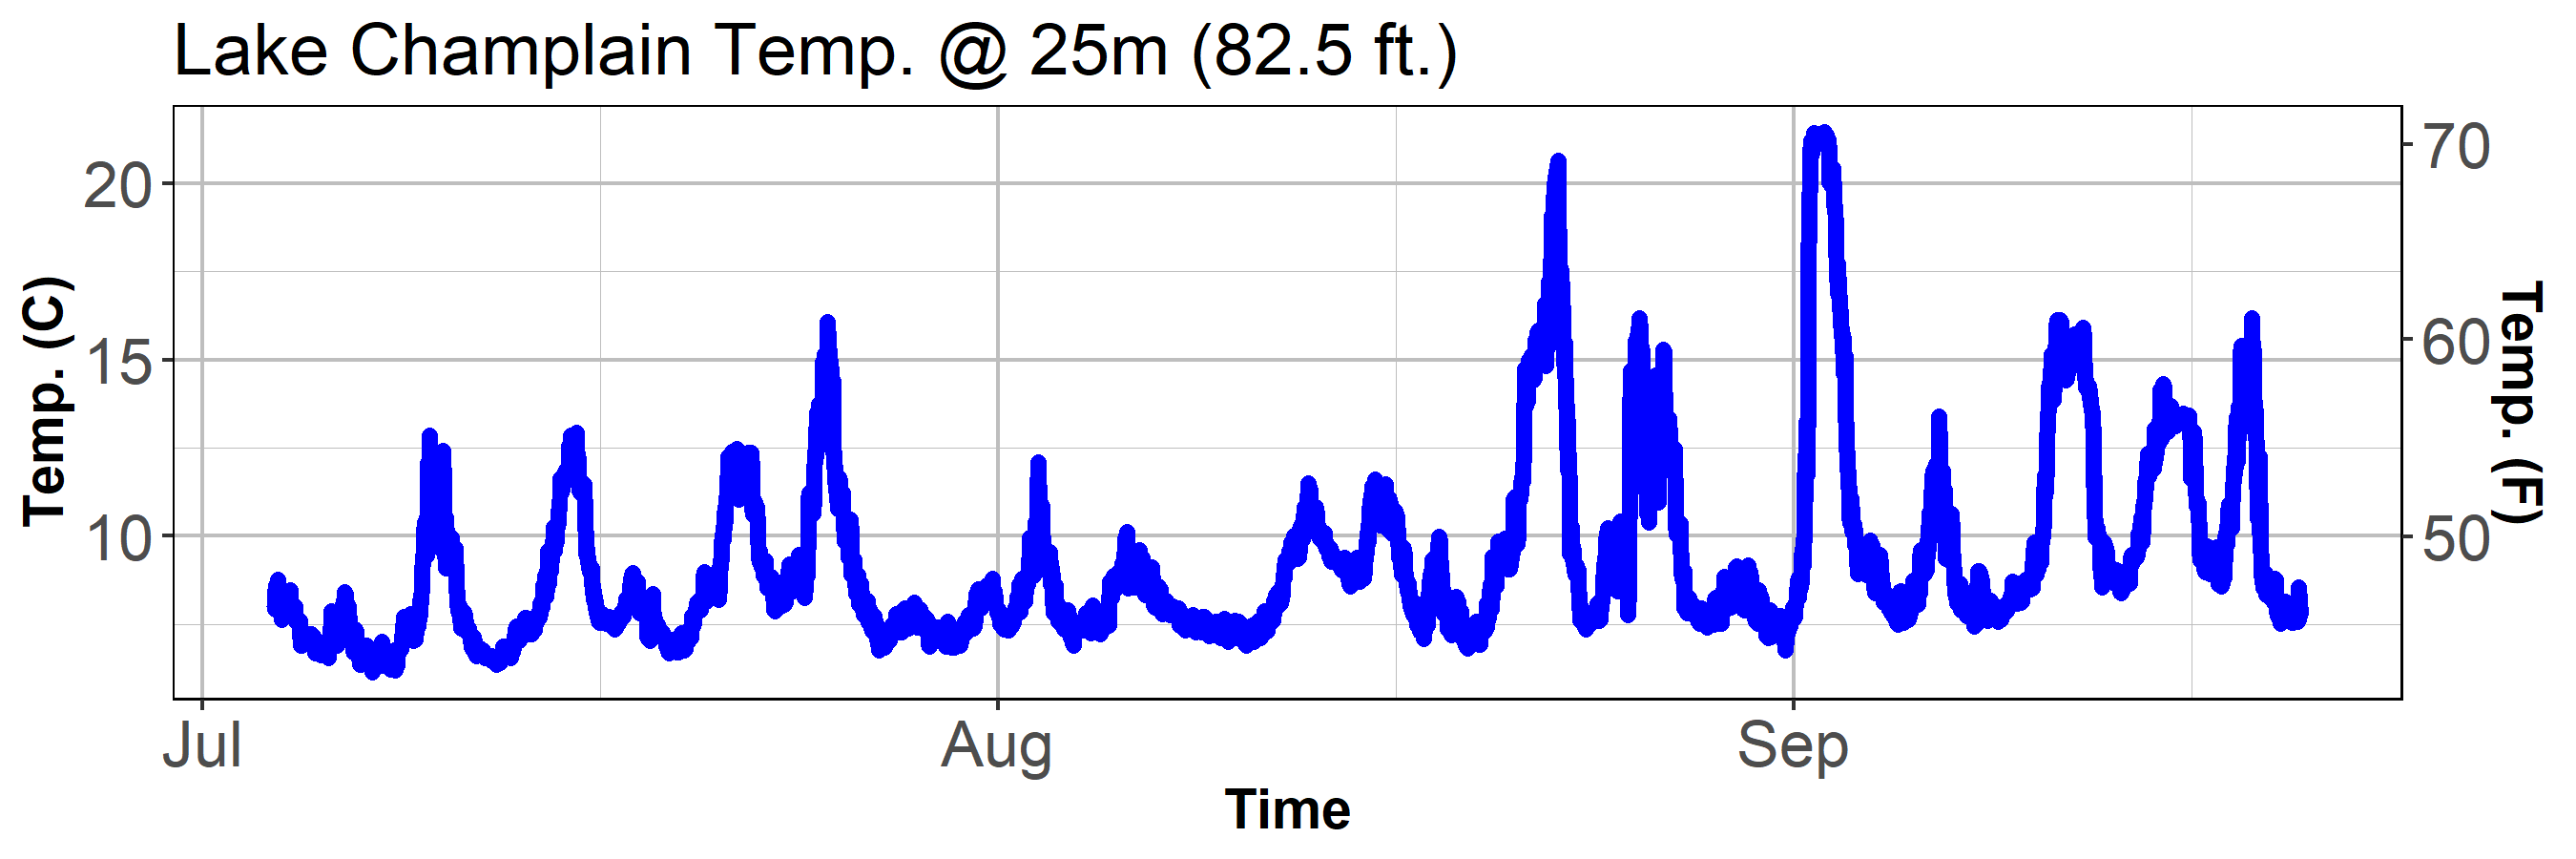 Lake Champlain Temp. @ 25m (82.5 ft.)
Temp. (C)
20
15
10
70
60
50
Temp. (F)
Jul Aug Sep
Time